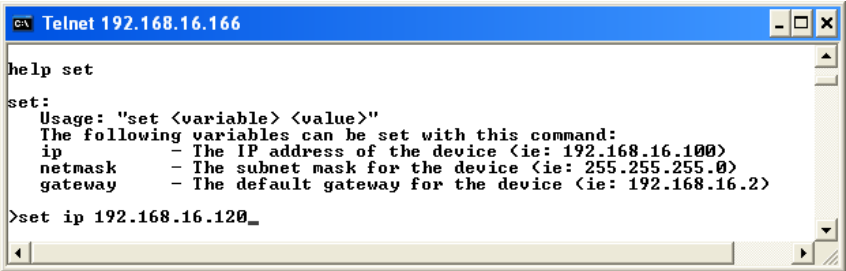 Telnet 192.168.16.166
help set
set:
Usage: "set <variable> <value>"
The following variables can be set with this command:
ip - The IP address of the device (ie: 192.168.16.100)
netmask - The subnet mask for the device (ie: 255.255.255.0)
gateway - The default gateway for the device (ie: 192.168.16.2)
>set ip 192.168.16.120_